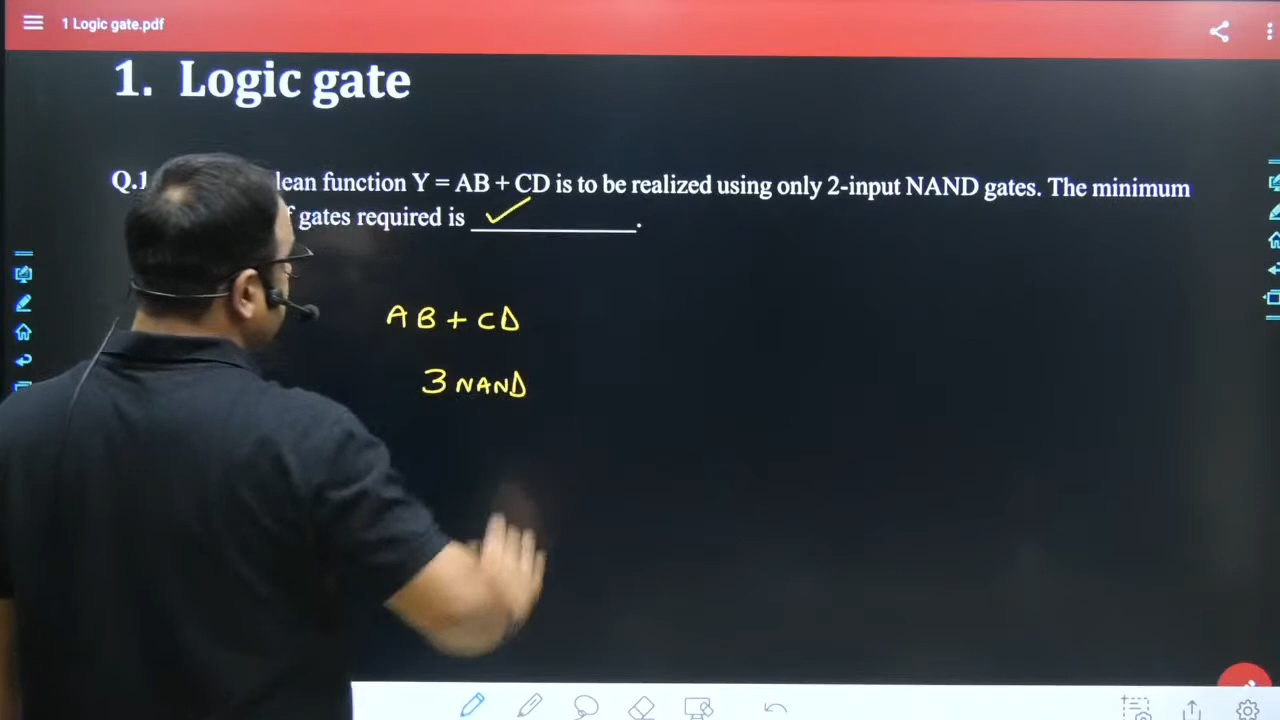 1 Logic gate.pdf
1. Logic gate
Q.1 lean function Y = AB + CD is to be realized using only 2-input NAND gates. The minimum
f gates required is ____________.
AB + CD
3 NAND